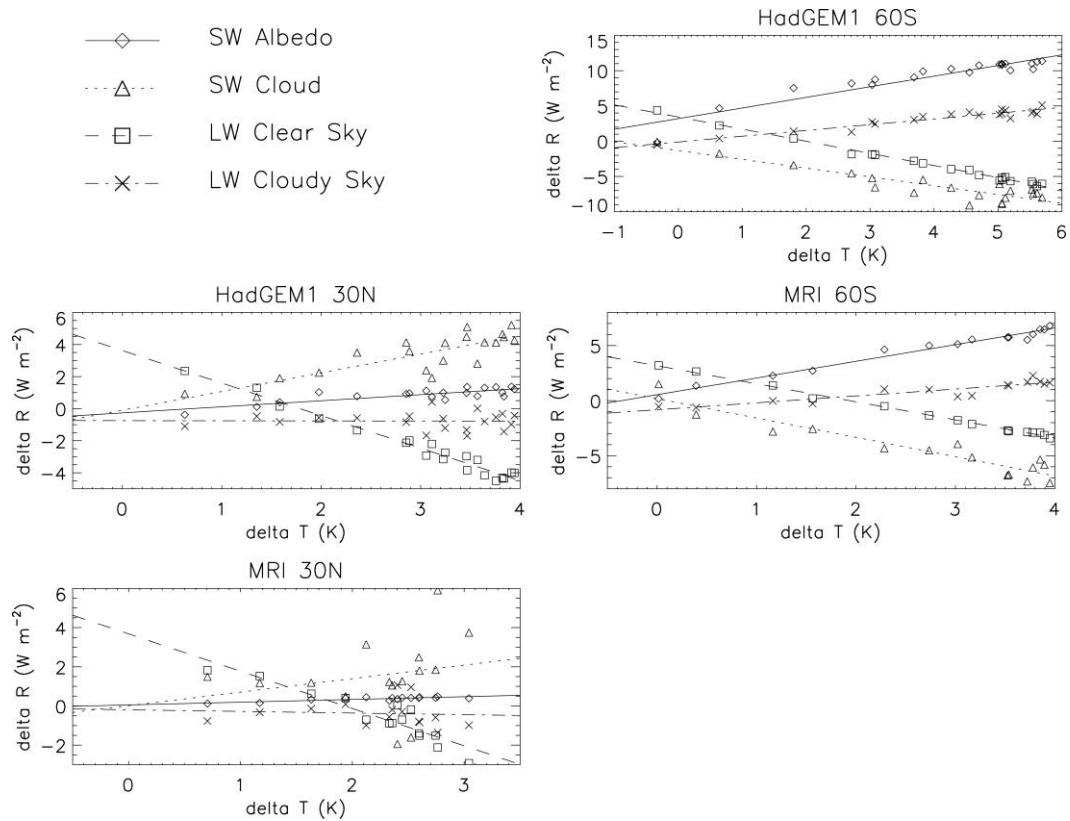 SW Albedo
SW Cloud
LW Clear Sky
LW Cloudy Sky
HadGEM1 60S
delta R (W m−2)
15
10
5
0
−5
−10
−1 0 1 2 3 4 5 6
delta T (K)
HadGEM1 30N
delta R (W m−2)
6
4
2
0
−2
−4
0 1 2 3 4
delta T (K)
MRI 60S
delta R (W m−2)
5
0
−5
0 1 2 3 4
delta T (K)
MRI 30N
delta R (W m−2)
6
4
2
0
−2
0 1 2 3
delta T (K)